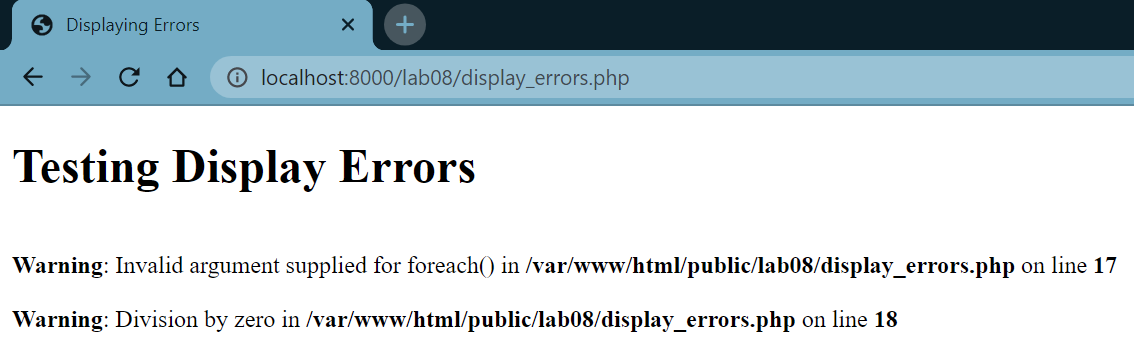 Displaying Errors
localhost:8000/lab08/display_errors.php
Testing Display Errors
Warning: Invalid argument supplied for foreach() in /var/www/html/public/lab08/display_errors.php on line 17
Warning: Division by zero in /var/www/html/public/lab08/display_errors.php on line 18